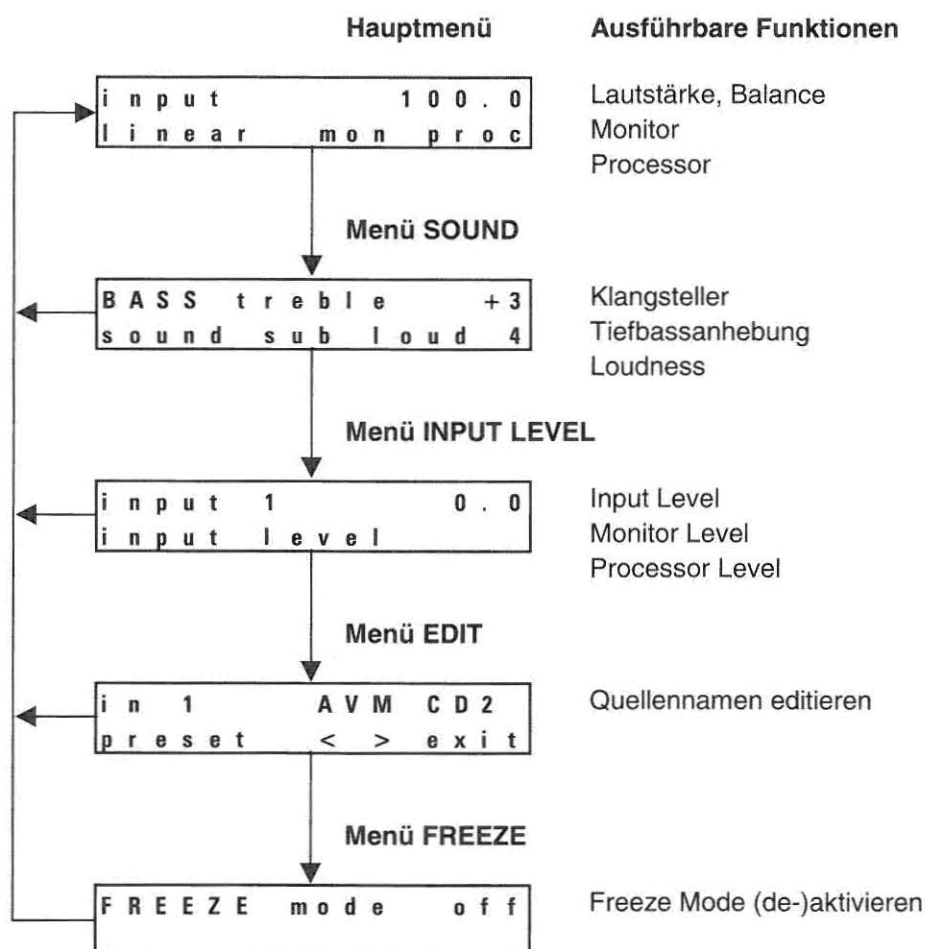 Hauptmenü Ausführbare Funktionen
input 100.0
linear mon proc
Lautstärke, Balance
Monitor
Processor
Menü SOUND
BASS treble +3
sound sub loud 4
Klangsteller
Tiefbassanhebung
Loudness
Menü INPUT LEVEL
input 1 0.0
input level
Input Level
Monitor Level
Processor Level
Menü EDIT
in 1 AVM CD2
preset < > exit
Quellennamen editieren
Menü FREEZE
FREEZE mode off
Freeze Mode (de-)aktivieren